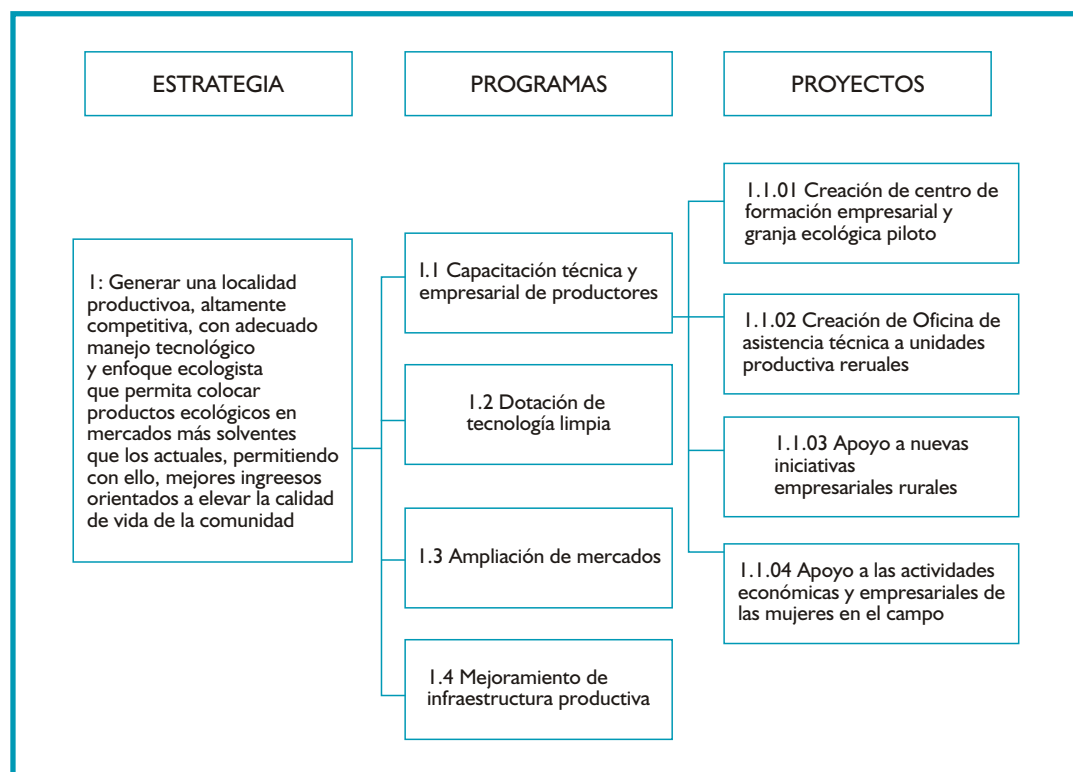 ESTRATEGIA
PROGRAMAS
PROYECTOS
1: Generar una localidad
productivoa, altamente
competitiva, con adecuado
manejo tecnológico
y enfoque ecologista
que permita colocar
productos ecológicos en
mercados más solventes
que los actuales, permitiendo
con ello, mejores ingreesos
orientados a elevar la calidad
de vida de la comunidad
1.1 Capacitación técnica y
empresarial de productores
1.2 Dotación de
tecnología limpia
1.3 Ampliación de mercados
1.4 Mejoramiento de
infraestructura productiva
1.1.01 Creación de centro de
formación empresarial y
granja ecológica piloto
1.1.02 Creación de Oficina de
asistencia técnica a unidades
productiva reruales
1.1.03 Apoyo a nuevas
iniciativas
empresariales rurales
1.1.04 Apoyo a las actividades
económicas y empresariales de
las mujeres en el campo